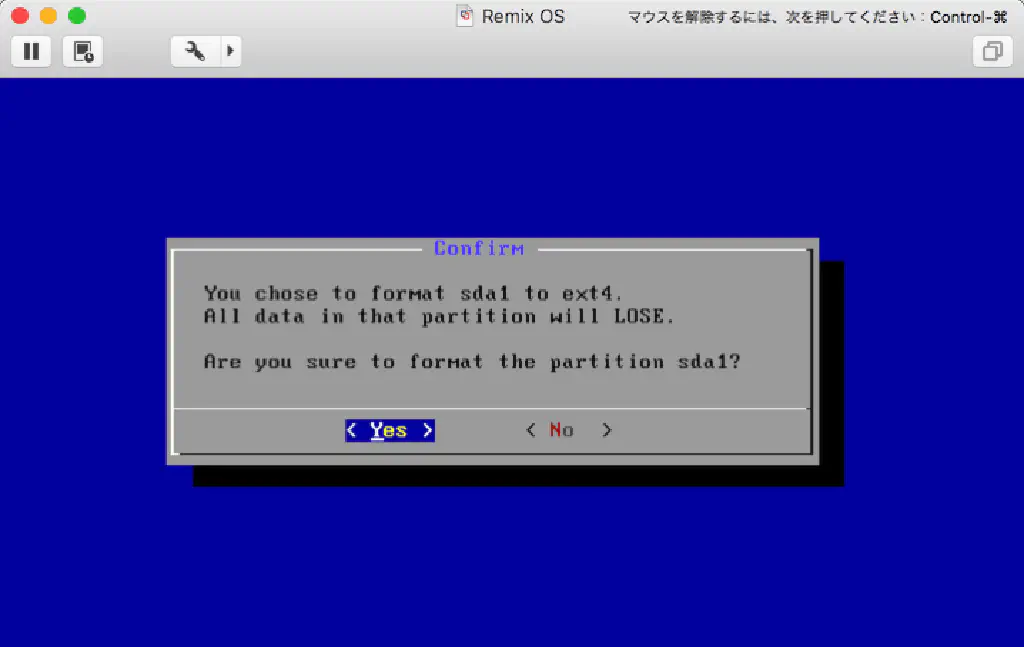 Remix OS
マウスを解除するには、次を押してください：Control-⌘
Confirm
You chose to format sda1 to ext4.
All data in that partition will LOSE.
Are you sure to format the partition sda1?
< Yes > < No >